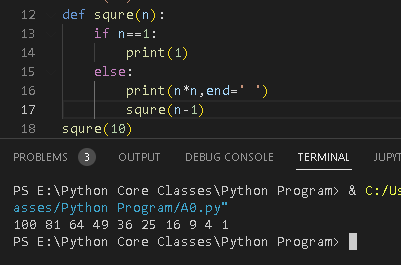 12 def squre(n):
13     if n==1:
14         print(1)
15     else:
16         print(n*n,end=' ')
17         squre(n-1)
18 squre(10)
PROBLEMS 3 OUTPUT DEBUG CONSOLE TERMINAL JUPYT
PS E:\Python Core Classes\Python Program> & C:/Us
asses/Python Program/A0.py"
100 81 64 49 36 25 16 9 4 1
PS E:\Python Core Classes\Python Program>